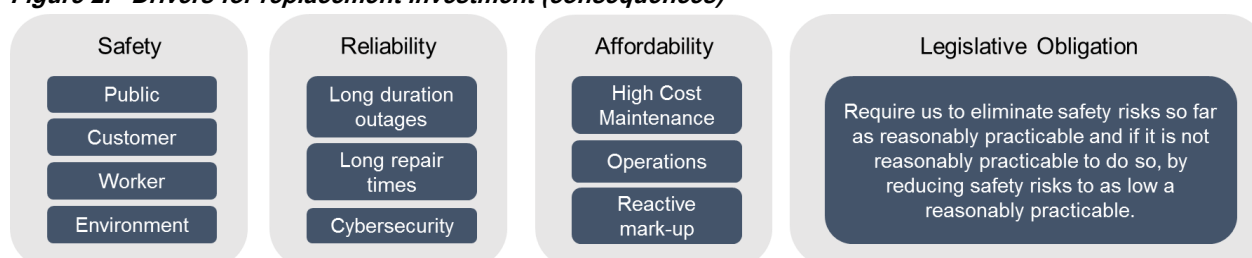 Figure 2: Drivers for replacement investment (consequences)
Safety
Public
Customer
Worker
Environment
Reliability
Long duration
outages
Long repair
times
Cybersecurity
Affordability
High Cost
Maintenance
Operations
Reactive
mark-up
Legislative Obligation
Require us to eliminate safety risks so far
as reasonably practicable and if it is not
reasonably practicable to do so, by
reducing safety risks to as low a
reasonably practicable.